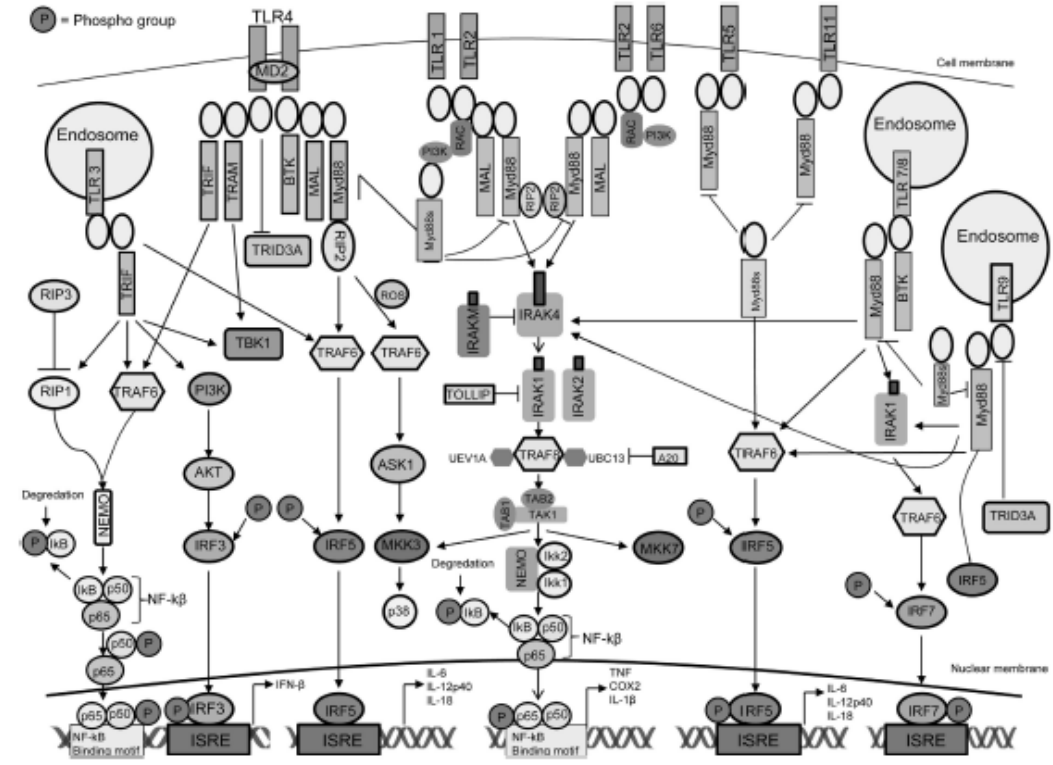 P = Phospho group
TLR4
MD2
TLR 1
TLR2
TLR2
TLR6
TLR5
TLR11
Cell membrane
Endosome
TLR 3
TRIF
TRAM
BTK
MAL
Myd88
RAC
PI3K
MAL
Myd88
RIP2
RIP2
Myd88
MAL
RAC
PI3K
Myd88
Myd88
Endosome
TLR 7/8
Endosome
TLR9
TRIF
TRID3A
RIP2
Myd88s
Myd88s
Myd88
BTK
RIP3
ROS
IRAKM
IRAK4
TBK1
TRAF6
TRAF6
Myd88s
Myd88
RIP1
TRAF6
PI3K
TOLLIP
IRAK1
IRAK2
IRAK1
AKT
ASK1
UEV1A
TRAF6
UBC13
A20
TIRAF6
Degredation
NEMO
P
P
TAB1
TAB2
TAK1
P
TRAF6
TRID3A
P
IkB
IRF3
IRF5
MKK3
Degredation
NEMO
Ikk2
Ikk1
MKK7
IIRF5
IRF5
IkB
p50
p65
NF-kβ
p38
P
IkB
P
IRF7
p50
P
p65
IkB
p50
p65
NF-kβ
Nuclear membrane
IFN-β
IL-6
IL-12p40
IL-18
TNF
COX2
IL-1β
IL-6
IL-12p40
IL-18
p65
p50
P
P
IRF3
IRF5
P
p65
p50
P
IRF5
IRF7
P
NF-kB
Binding motif
ISRE
ISRE
NF-kB
Binding motif
ISRE
ISRE